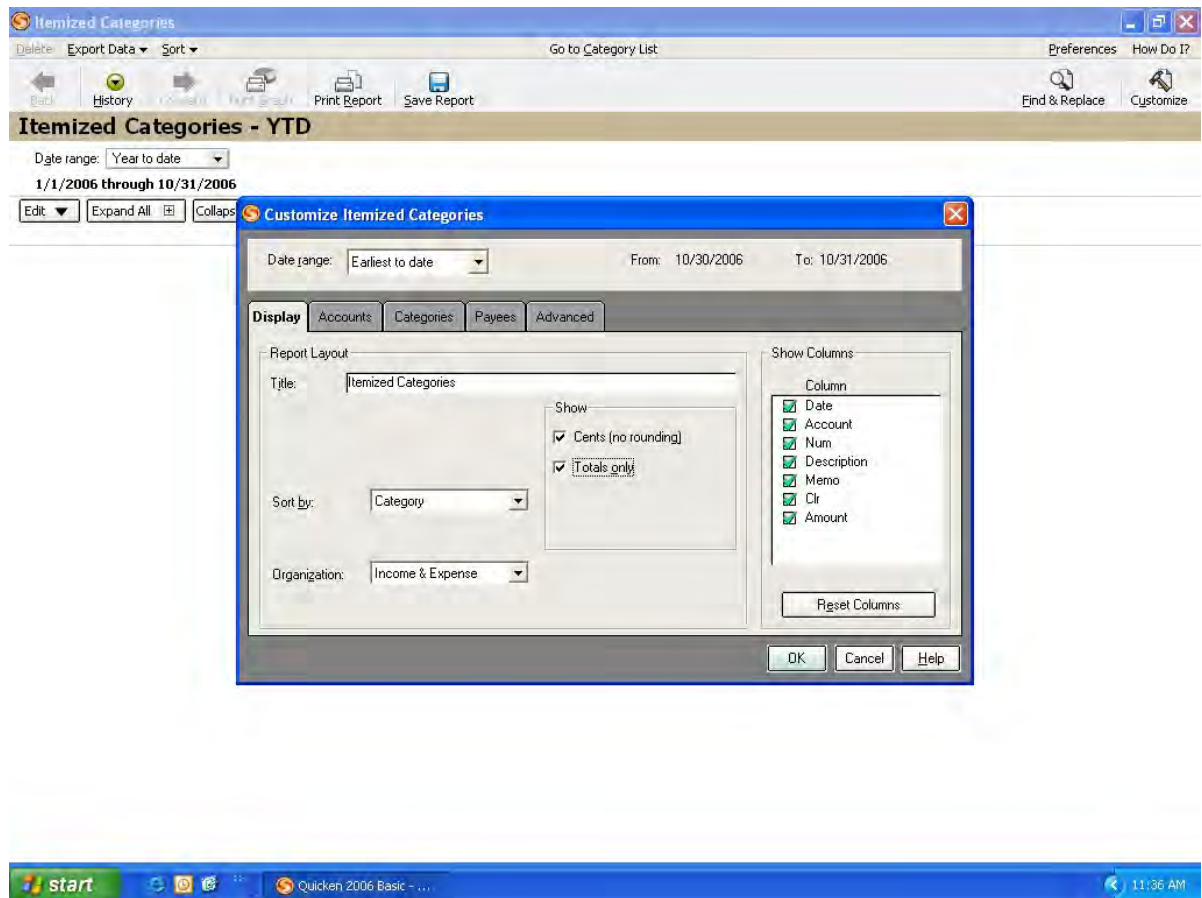 Itemized Categories
Delete Export Data Sort Go to Category List Preferences How Do I?
Back History Print Report Save Report Find & Replace Customize
Itemized Categories - YTD
Date range: Year to date
1/1/2006 through 10/31/2006
Edit Expand All Collaps
Customize Itemized Categories
Date range: Earliest to date From: 10/30/2006 To: 10/31/2006
Display Accounts Categories Payees Advanced
Report Layout Show Columns
Title: Itemized Categories Column
Show Date
Cents (no rounding) Account
Num
Totals only Description
Memo
Sort by: Category Clr
Amount
Organization: Income & Expense
Reset Columns
OK Cancel Help
start Quicken 2006 Basic - ... 11:36 AM